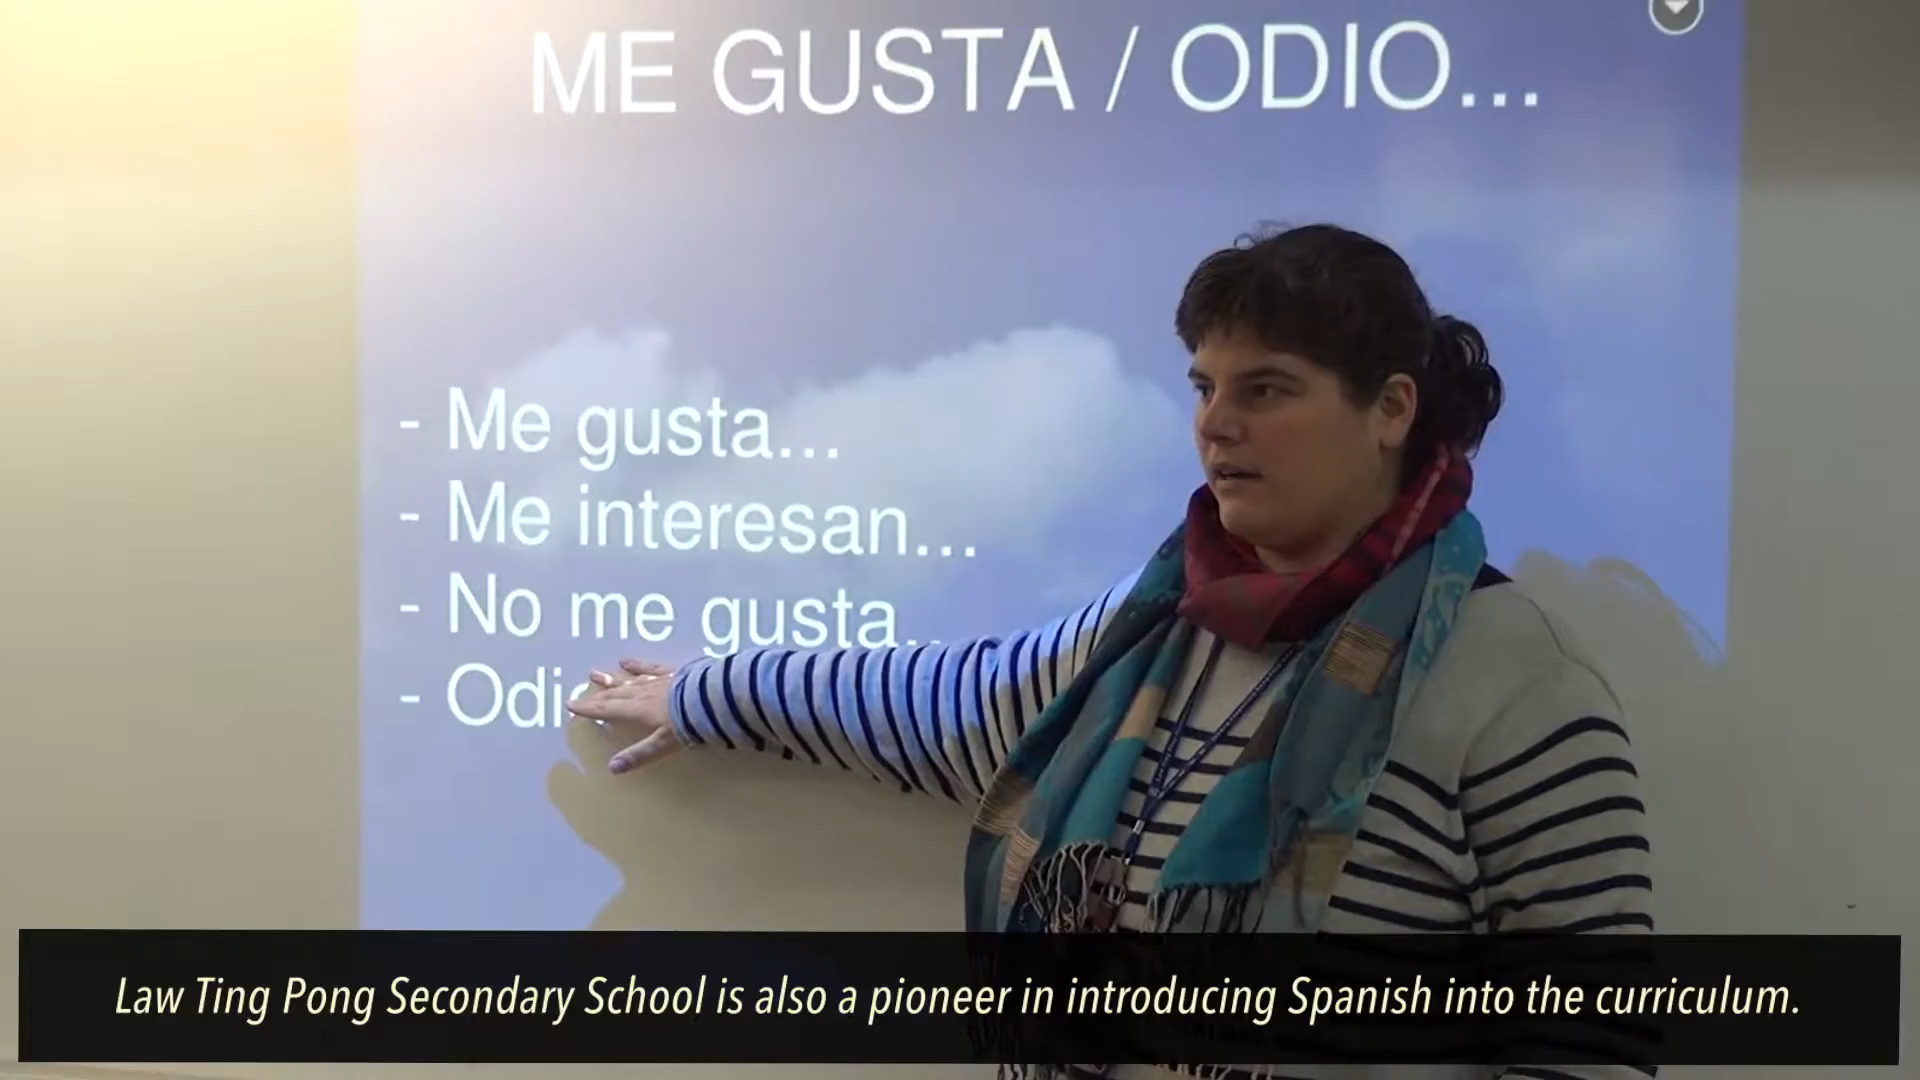 ME GUSTA / ODIO...
- Me gusta...
- Me interesan...
- No me gusta..
Law Ting Pong Secondary School is also a pioneer in introducing Spanish into the curriculum.